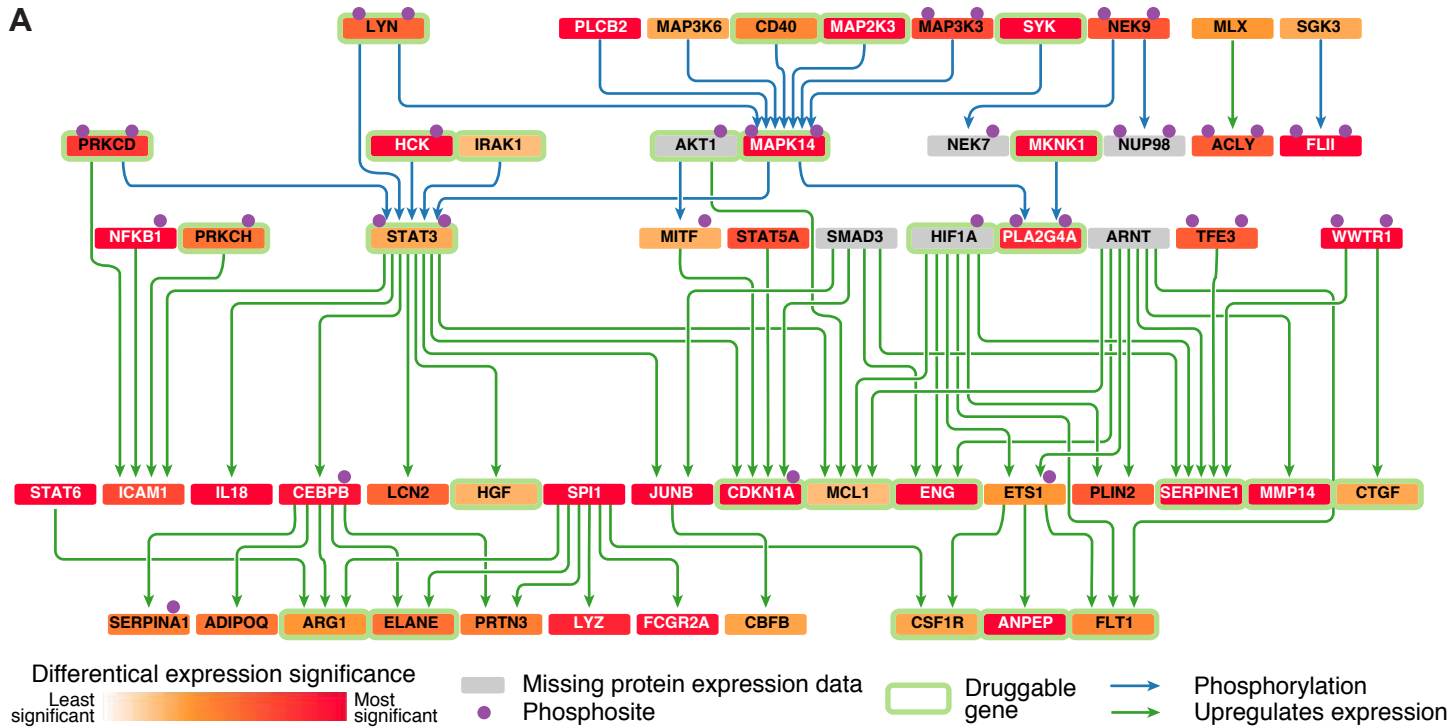 A
LYN PLCB2 MAP3K6 CD40 MAP2K3 MAP3K3 SYK NEK9 MLX SGK3
PRKCD HCK IRAK1 AKT1 MAPK14 NEK7 MKNK1 NUP98 ACLY FLII
NFKB1 PRKCH STAT3 MITF STAT5A SMAD3 HIF1A PLA2G4A ARNT TFE3 WWTR1
STAT6 ICAM1 IL18 CEBPB LCN2 HGF SPI1 JUNB CDKN1A MCL1 ENG ETS1 PLIN2 SERPINE1 MMP14 CTGF
SERPINA1 ADIPOQ ARG1 ELANE PRTN3 LYZ FCGR2A CBFB CSF1R ANPEP FLT1
Differentical expression significance
Least significant
Most significant
Missing protein expression data
Phosphosite
Druggable
gene
Phosphorylation
Upregulates expression